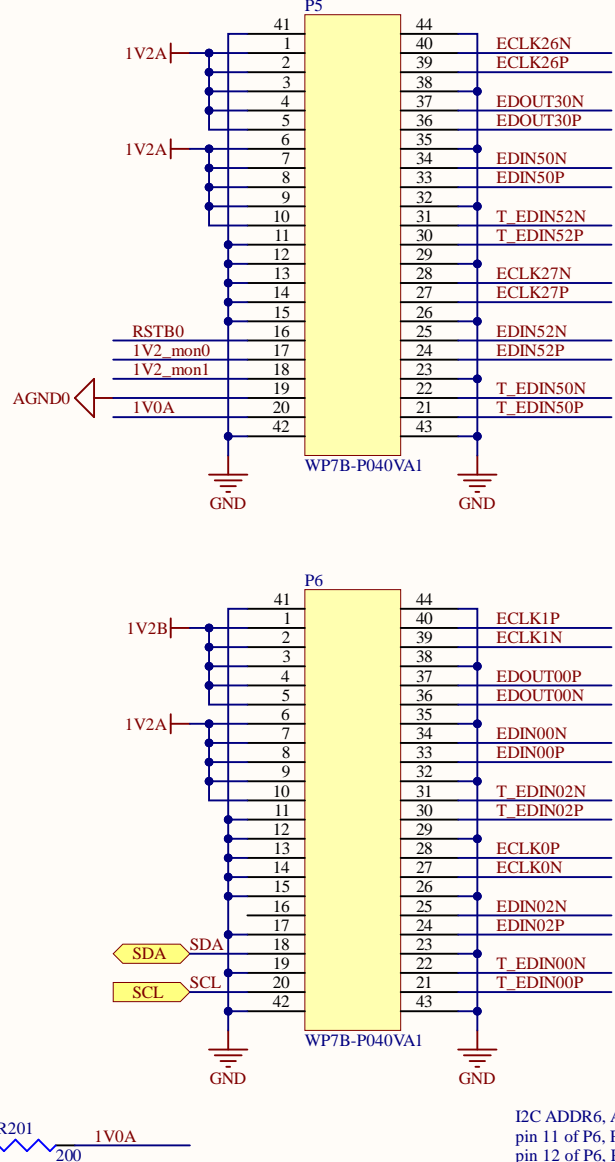 P5
41 44
1V2A 1 40 ECLK26N
2 39 ECLK26P
3 38
4 37 EDOUT30N
5 36 EDOUT30P
1V2A 6 35
7 34 EDIN50N
8 33 EDIN50P
9 32
10 31 T_EDIN52N
11 30 T_EDIN52P
12 29
13 28 ECLK27N
14 27 ECLK27P
15 26
RSTB0 16 25 EDIN52N
1V2_mon0 17 24 EDIN52P
1V2_mon1 18 23
AGND0 19 22 T_EDIN50N
1V0A 20 21 T_EDIN50P
42 43
WP7B-P040VA1
GND GND
P6
41 44
1V2B 1 40 ECLK1P
2 39 ECLK1N
3 38
4 37 EDOUT00P
5 36 EDOUT00N
1V2A 6 35
7 34 EDIN00N
8 33 EDIN00P
9 32
10 31 T_EDIN02N
11 30 T_EDIN02P
12 29
13 28 ECLK0P
14 27 ECLK0N
15 26
16 25 EDIN02N
17 24 EDIN02P
SDA SDA 18 23
19 22 T_EDIN00N
SCL SCL 20 21 T_EDIN00P
42 43
WP7B-P040VA1
GND GND
R201 1V0A
200
I2C ADDR6, A
pin 11 of P6, 
pin 12 of P6,